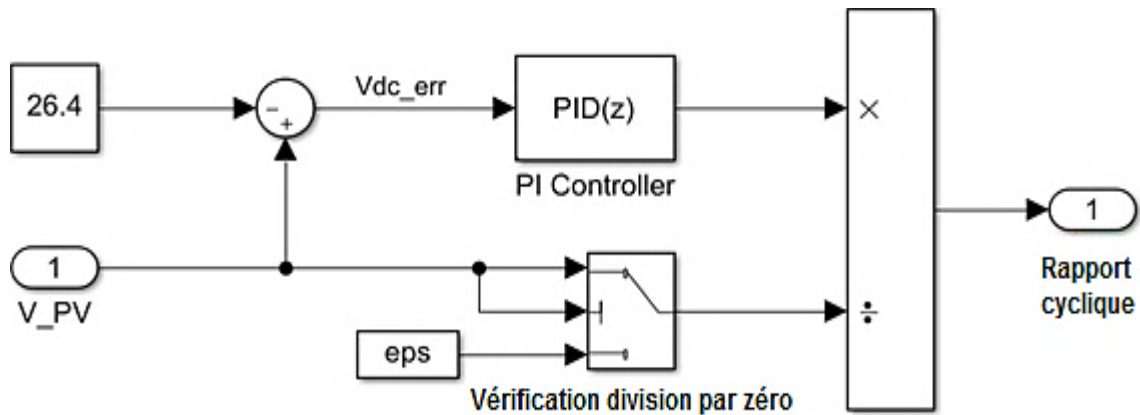 26.4
Vdc_err
PID(z)
PI Controller
×
÷
1
V_PV
eps
Vérification division par zéro
1
Rapport
cyclique